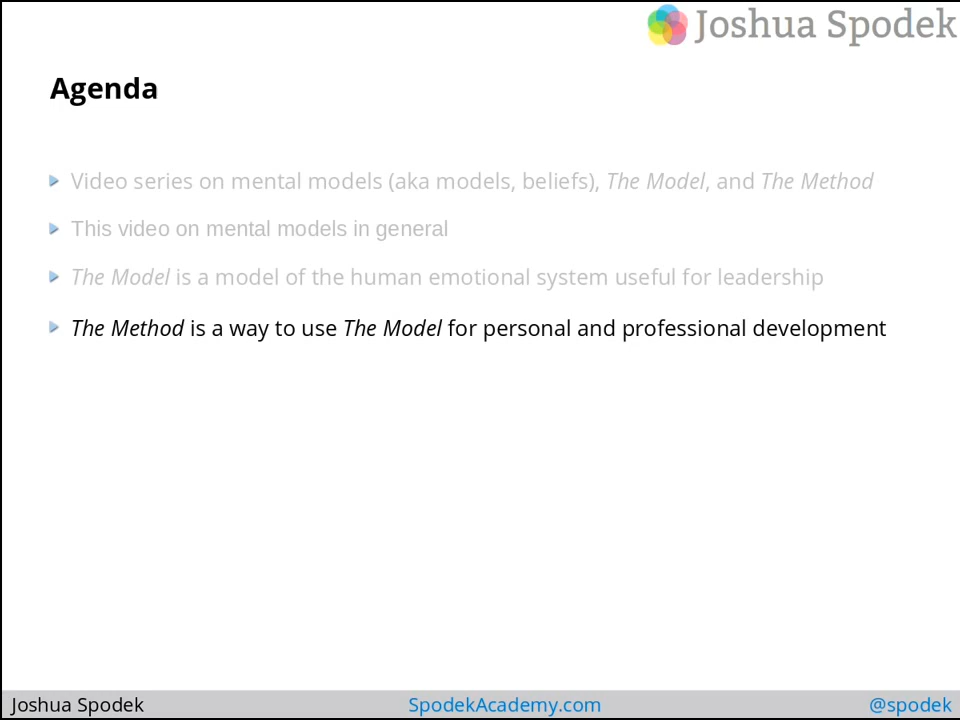 Joshua Spodek
Agenda
Video series on mental models (aka models, beliefs), The Model, and The Method
This video on mental models in general
The Model is a model of the human emotional system useful for leadership
The Method is a way to use The Model for personal and professional development
Joshua Spodek
SpodekAcademy.com
@spodek